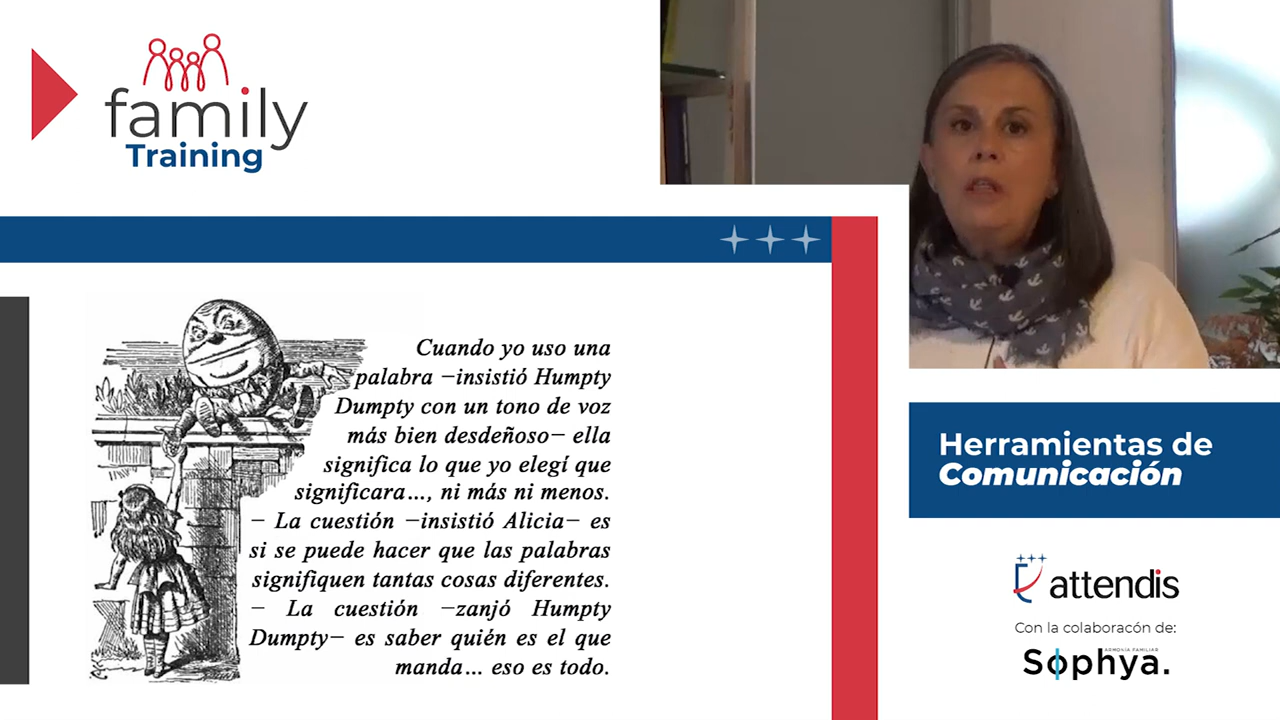 family
Training
Cuando yo uso una
palabra −insistió Humpty
Dumpty con un tono de voz
más bien desdeñoso− ella
significa lo que yo elegí que
significara..., ni más ni menos.
− La cuestión −insistió Alicia− es
si se puede hacer que las palabras
signifiquen tantas cosas diferentes.
− La cuestión −zanjó Humpty
Dumpty− es saber quién es el que
manda... eso es todo.
Herramientas de
Comunicación
attendis
Con la colaboracón de:
ARMONÍA FAMILIAR
Sophya.